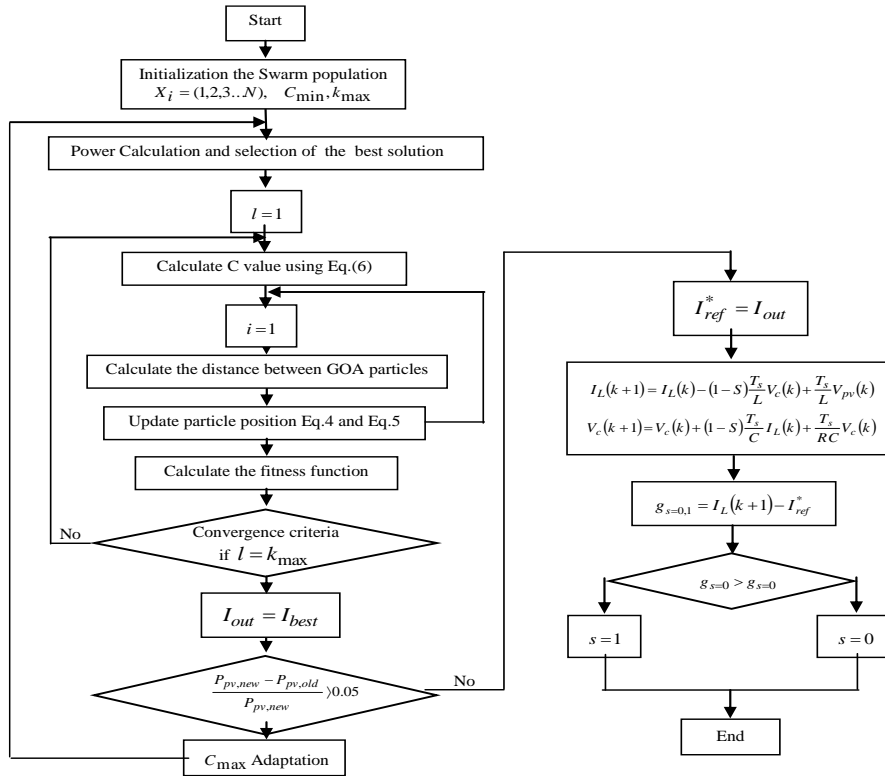 Start
Initialization the Swarm population
X_i = (1,2,3...N), C_min, k_max
Power Calculation and selection of the best solution
l = 1
Calculate C value using Eq.(6)
i = 1
Calculate the distance between GOA particles
Update particle position Eq.4 and Eq.5
Calculate the fitness function
No
Convergence criteria
if l = k_max
I_out = I_best
(P_pv,new − P_pv,old) / P_pv,new ⟩0.05
No
C_max Adaptation
I*_ref = I_out
I_L(k+1) = I_L(k) − (1−S) T_s/L V_c(k) + T_s/L V_pv(k)
V_c(k+1) = V_c(k) + (1−S) T_s/C I_L(k) + T_s/RC V_c(k)
g_s=0,1 = I_L(k+1) − I*_ref
g_s=0 > g_s=0
s = 1
s = 0
End